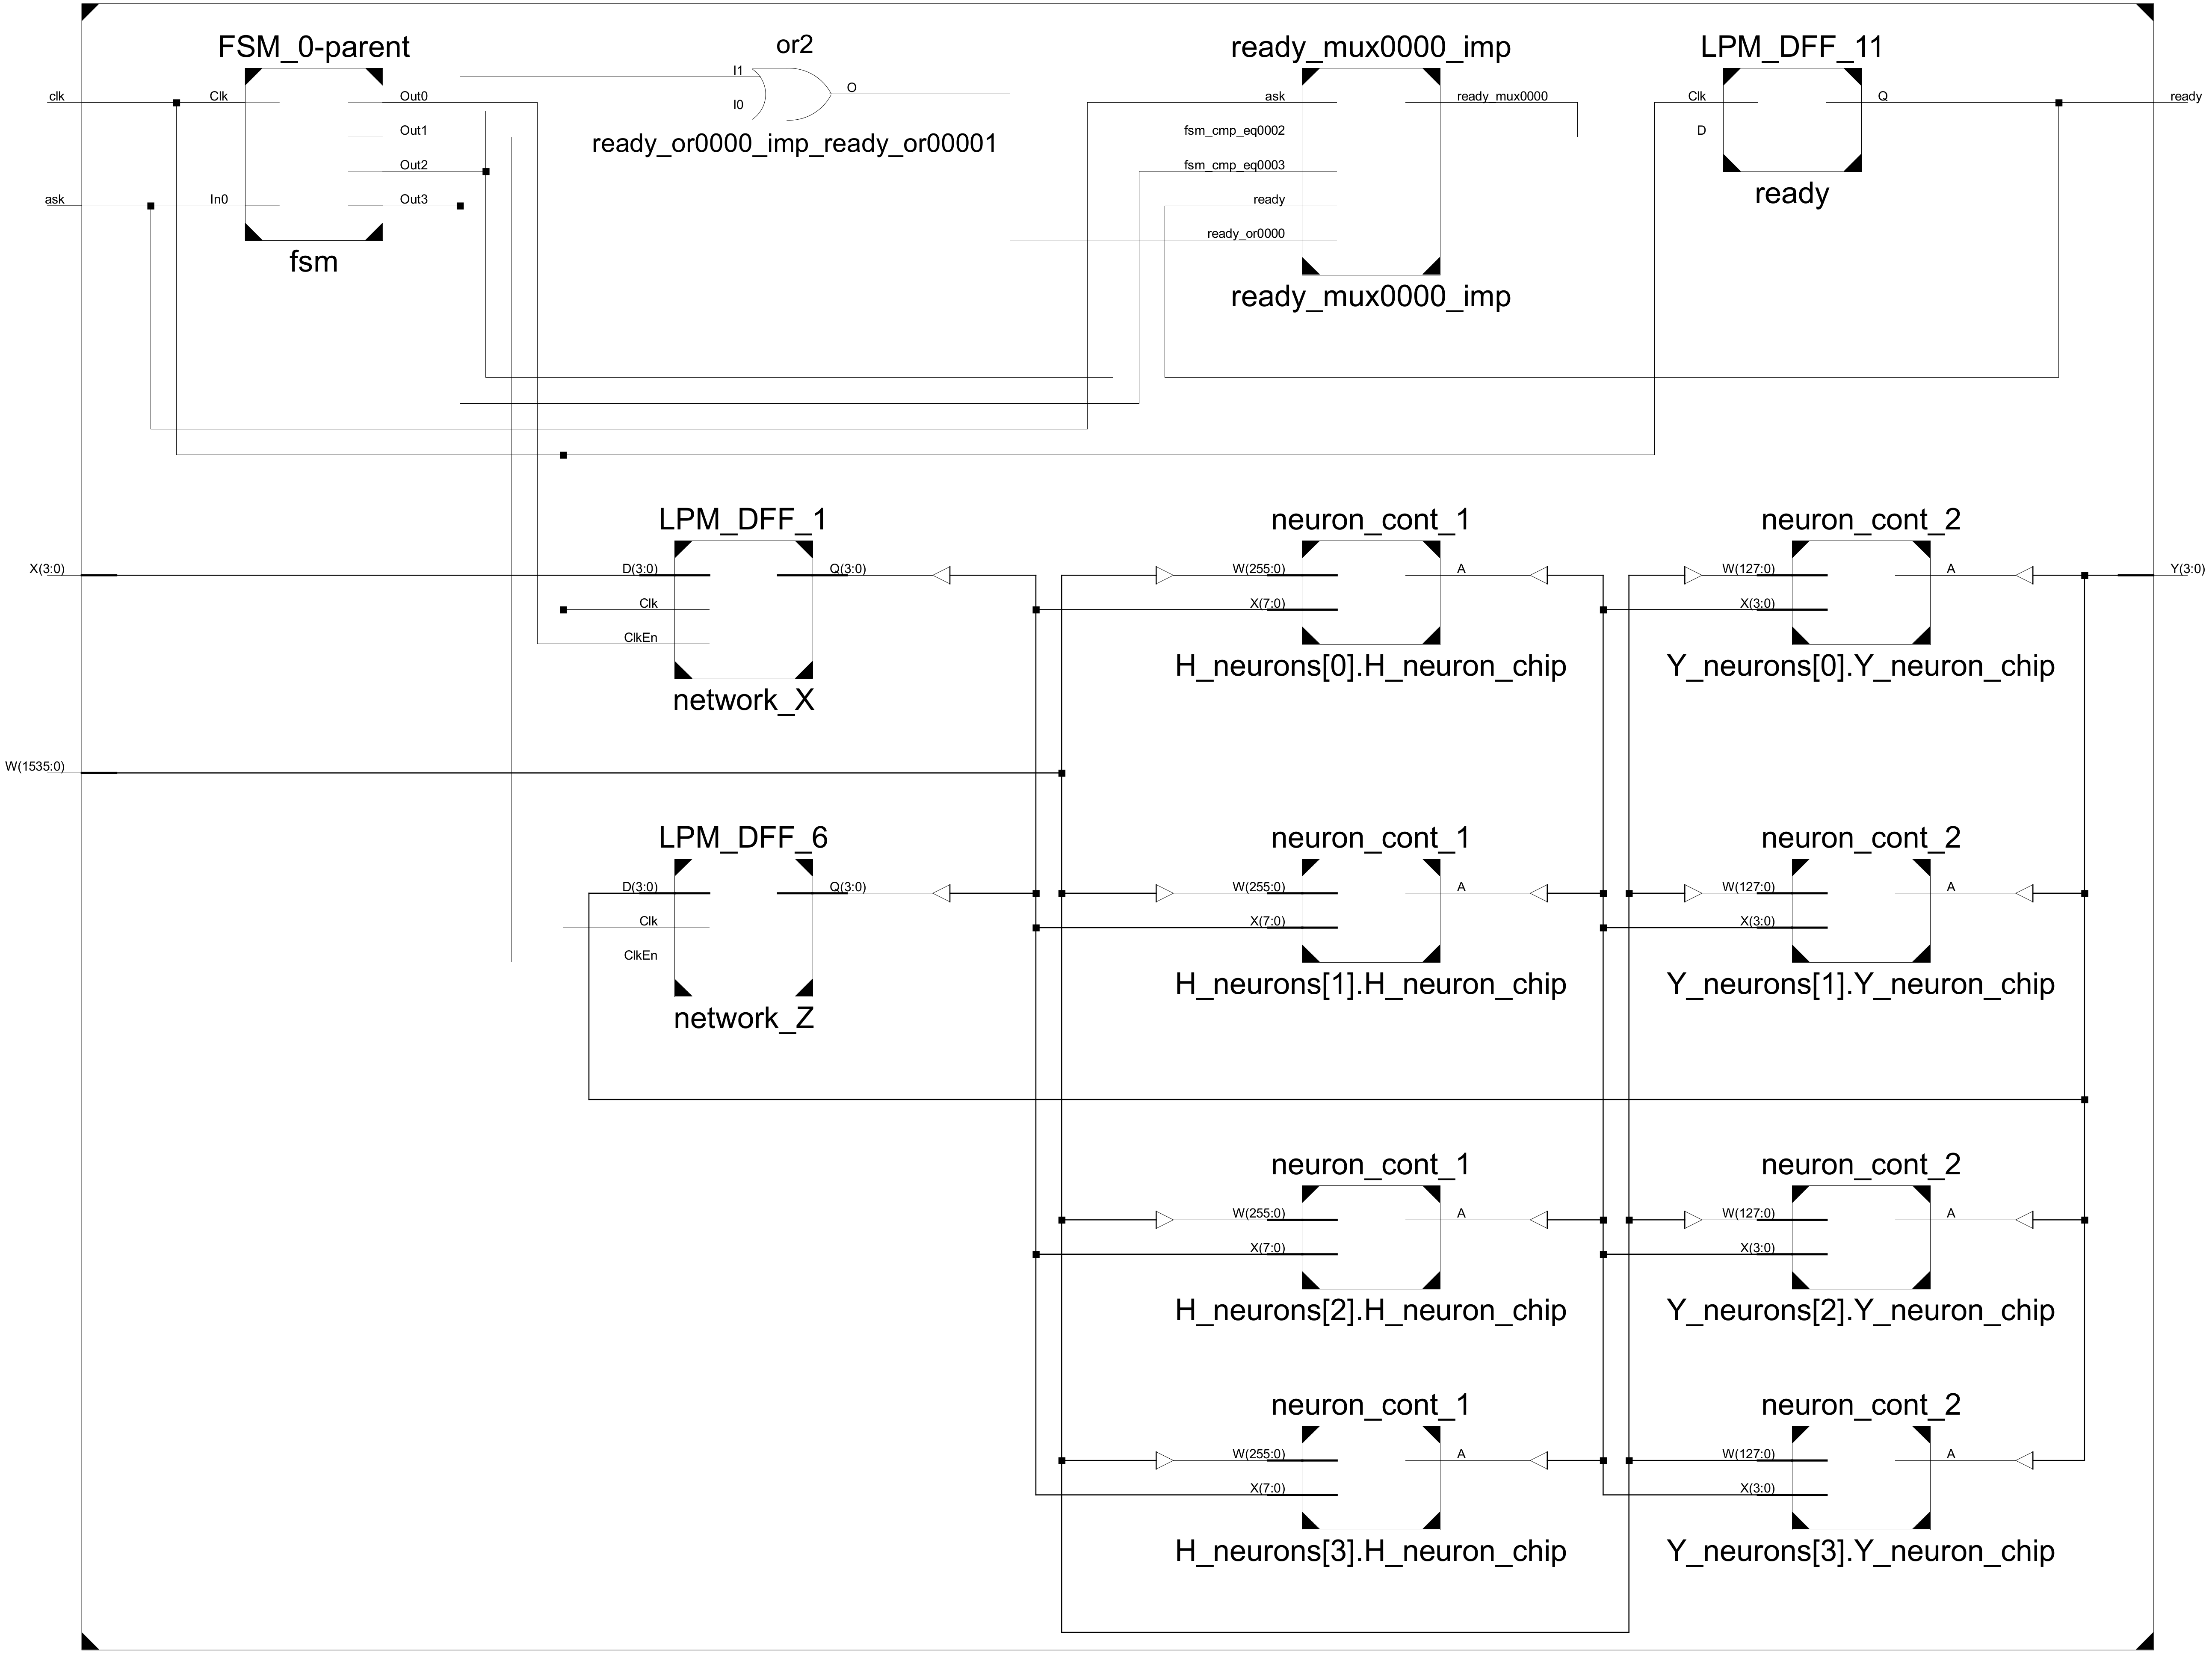 FSM_0-parent
or2
ready_mux0000_imp
LPM_DFF_11
clk
Clk
Out0
I1
I0
O
ask
ready_mux0000
Clk
Q
ready
Out1
fsm_cmp_eq0002
D
ready_or0000_imp_ready_or00001
Out2
fsm_cmp_eq0003
ask
In0
Out3
ready
ready
ready_or0000
fsm
ready_mux0000_imp
LPM_DFF_1
neuron_cont_1
neuron_cont_2
X(3:0)
D(3:0)
Q(3:0)
W(255:0)
A
W(127:0)
A
Y(3:0)
Clk
X(7:0)
X(3:0)
ClkEn
H_neurons[0].H_neuron_chip
Y_neurons[0].Y_neuron_chip
network_X
W(1535:0)
LPM_DFF_6
neuron_cont_1
neuron_cont_2
D(3:0)
Q(3:0)
W(255:0)
A
W(127:0)
A
Clk
X(7:0)
X(3:0)
ClkEn
H_neurons[1].H_neuron_chip
Y_neurons[1].Y_neuron_chip
network_Z
neuron_cont_1
neuron_cont_2
W(255:0)
A
W(127:0)
A
X(7:0)
X(3:0)
H_neurons[2].H_neuron_chip
Y_neurons[2].Y_neuron_chip
neuron_cont_1
neuron_cont_2
W(255:0)
A
W(127:0)
A
X(7:0)
X(3:0)
H_neurons[3].H_neuron_chip
Y_neurons[3].Y_neuron_chip